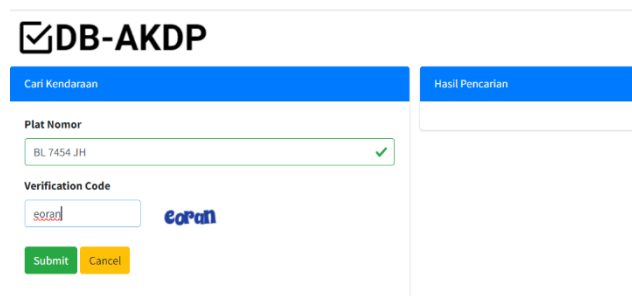 DB-AKDP
Cari Kendaraan
Plat Nomor
BL 7454 JH
Verification Code
eoran
eoran
Submit
Cancel
Hasil Pencarian